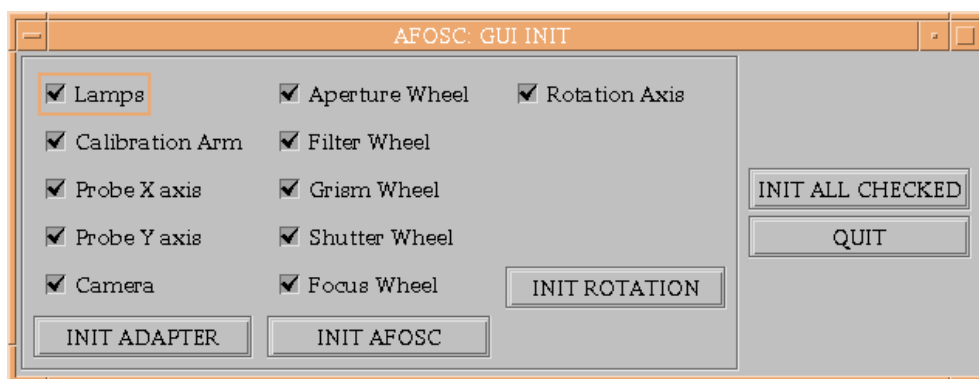 AFOSC: GUI INIT
Lamps Aperture Wheel Rotation Axis
Calibration Arm Filter Wheel
Probe X axis Grism Wheel INIT ALL CHECKED
Probe Y axis Shutter Wheel QUIT
Camera Focus Wheel INIT ROTATION
INIT ADAPTER INIT AFOSC